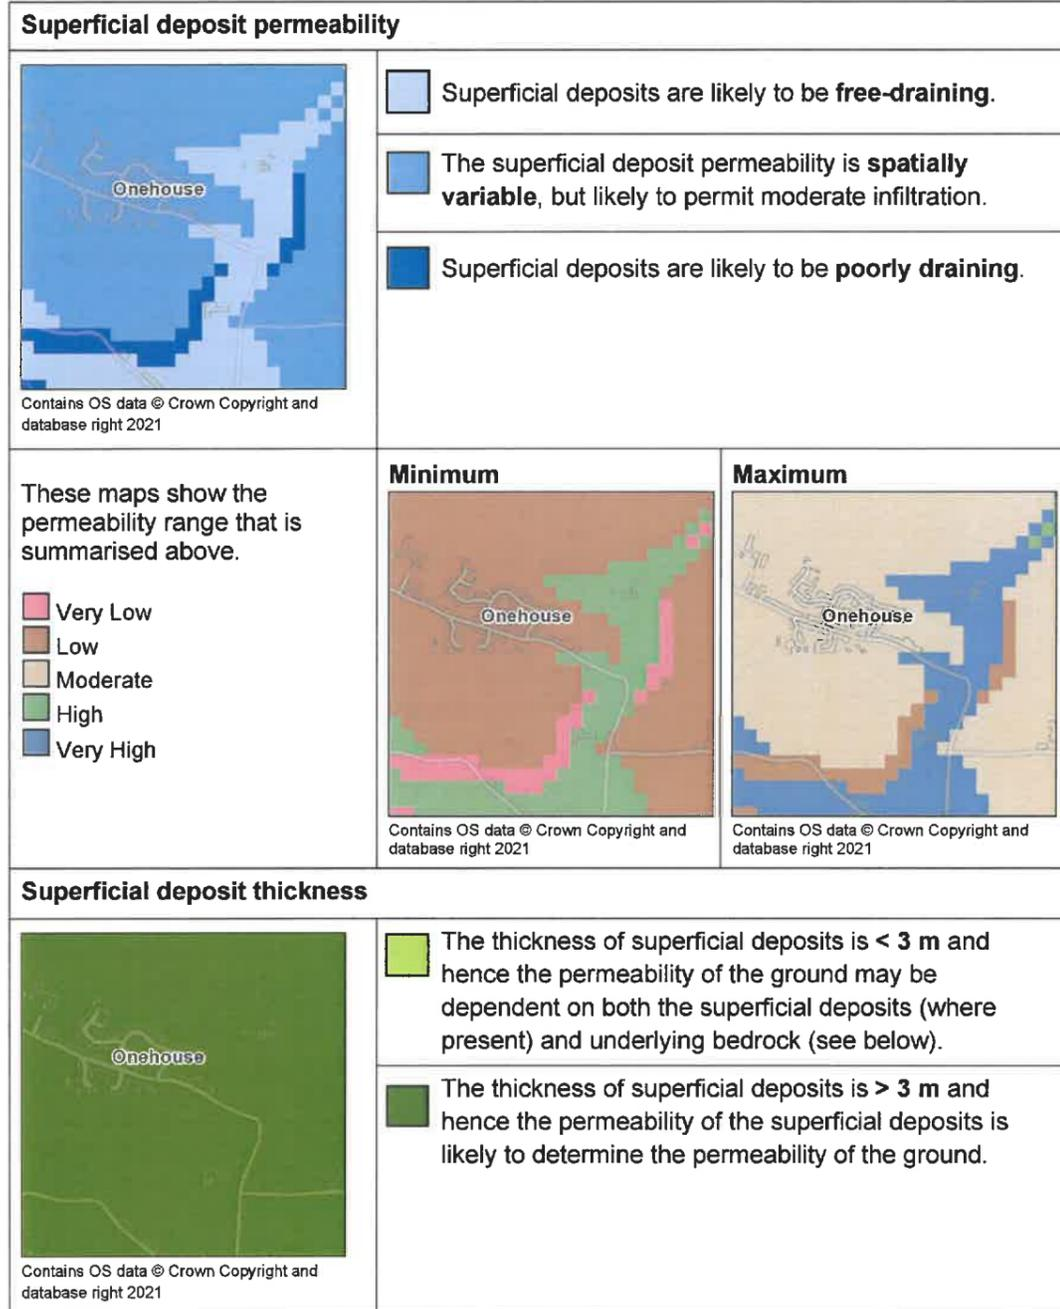 Superficial deposit permeability
Onehouse
Contains OS data © Crown Copyright and
database right 2021
Superficial deposits are likely to be free-draining.
The superficial deposit permeability is spatially
variable, but likely to permit moderate infiltration.
Superficial deposits are likely to be poorly draining.
These maps show the
permeability range that is
summarised above.
Very Low
Low
Moderate
High
Very High
Minimum
Onehouse
Contains OS data © Crown Copyright and
database right 2021
Maximum
Onehouse
Contains OS data © Crown Copyright and
database right 2021
Superficial deposit thickness
Onehouse
Contains OS data © Crown Copyright and
database right 2021
The thickness of superficial deposits is < 3 m and
hence the permeability of the ground may be
dependent on both the superficial deposits (where
present) and underlying bedrock (see below).
The thickness of superficial deposits is > 3 m and
hence the permeability of the superficial deposits is
likely to determine the permeability of the ground.